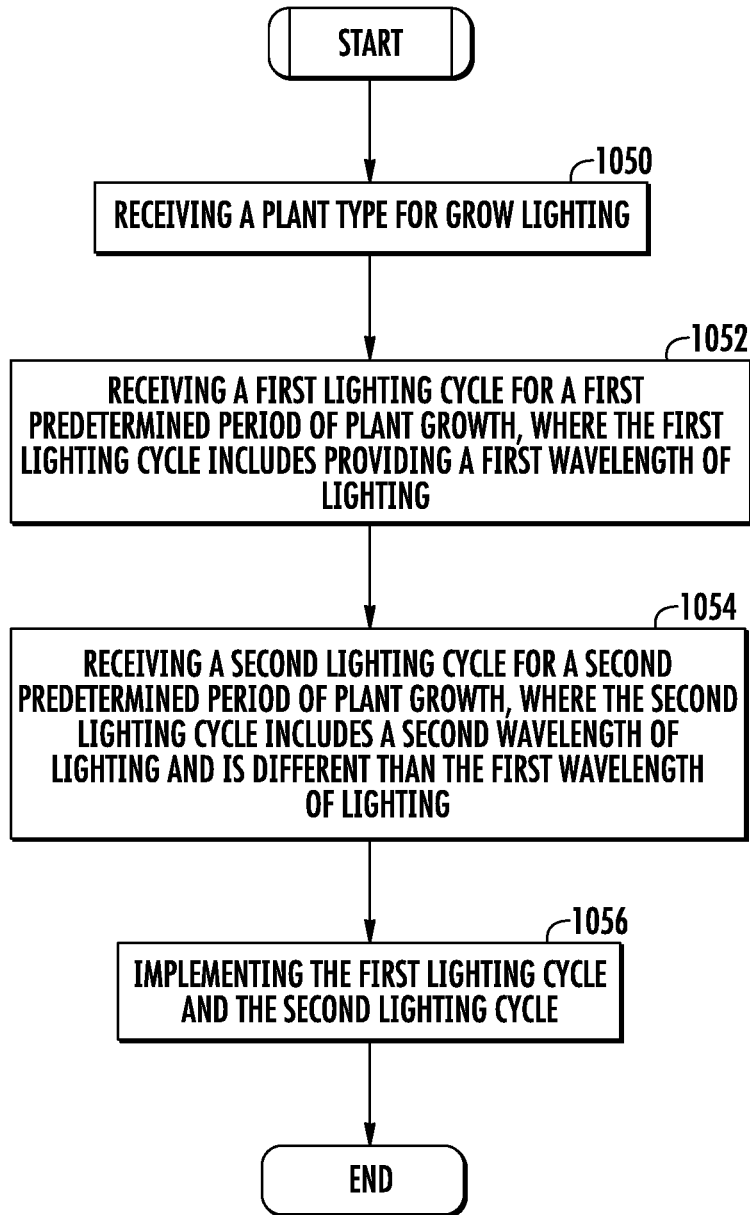 START
1050
RECEIVING A PLANT TYPE FOR GROW LIGHTING
1052
RECEIVING A FIRST LIGHTING CYCLE FOR A FIRST
PREDETERMINED PERIOD OF PLANT GROWTH, WHERE THE FIRST
LIGHTING CYCLE INCLUDES PROVIDING A FIRST WAVELENGTH OF
LIGHTING
1054
RECEIVING A SECOND LIGHTING CYCLE FOR A SECOND
PREDETERMINED PERIOD OF PLANT GROWTH, WHERE THE SECOND
LIGHTING CYCLE INCLUDES A SECOND WAVELENGTH OF
LIGHTING AND IS DIFFERENT THAN THE FIRST WAVELENGTH
OF LIGHTING
1056
IMPLEMENTING THE FIRST LIGHTING CYCLE
AND THE SECOND LIGHTING CYCLE
END